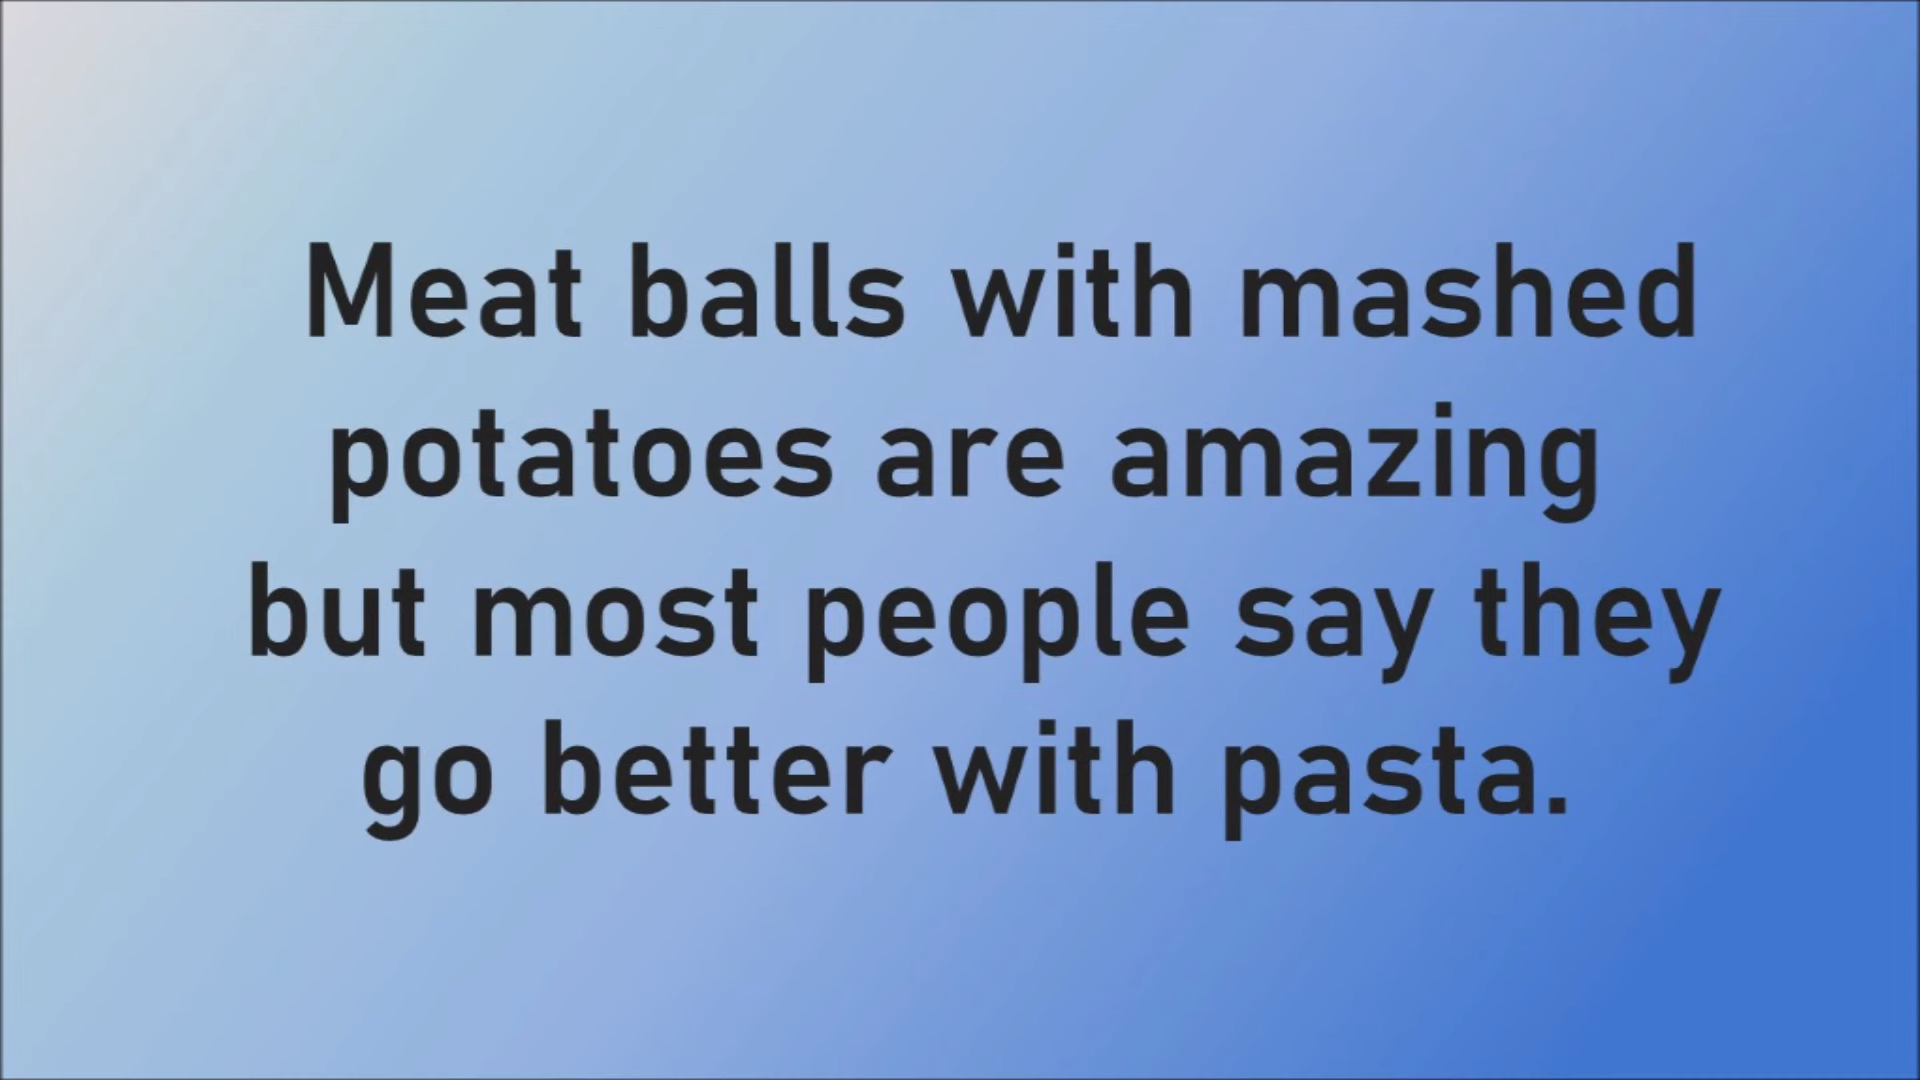 Meat balls with mashed
potatoes are amazing
but most people say they
go better with pasta.